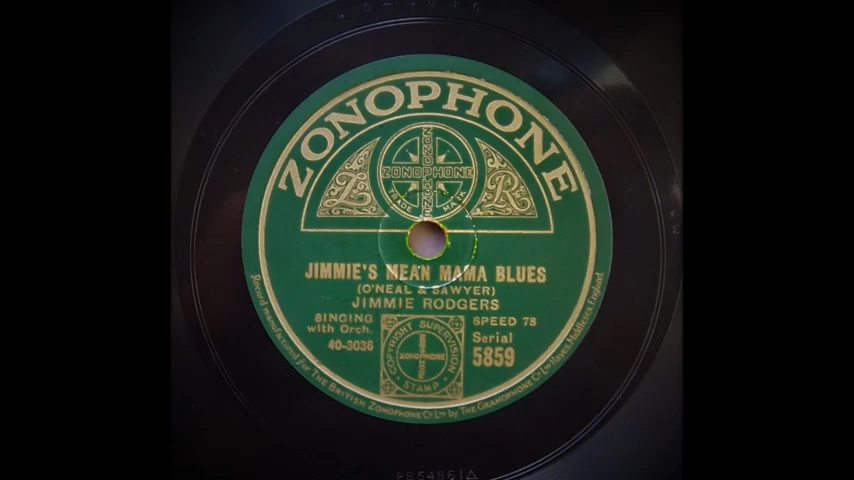 ZONOPHONE
Z
R
ZONOPHONE
ZONOPHONE
TRADE MARK
JIMMIE'S MEAN MAMA BLUES
(O'NEAL & SAWYER)
JIMMIE RODGERS
SINGING
with Orch.
40-3036
COPYRIGHT SUPERVISION
ZONOPHONE
STAMP
SPEED 78
Serial
5859
Record manufactured for THE BRITISH ZONOPHONE Co Ltd by THE GRAMOPHONE Co Ltd Hayes Middlesex England